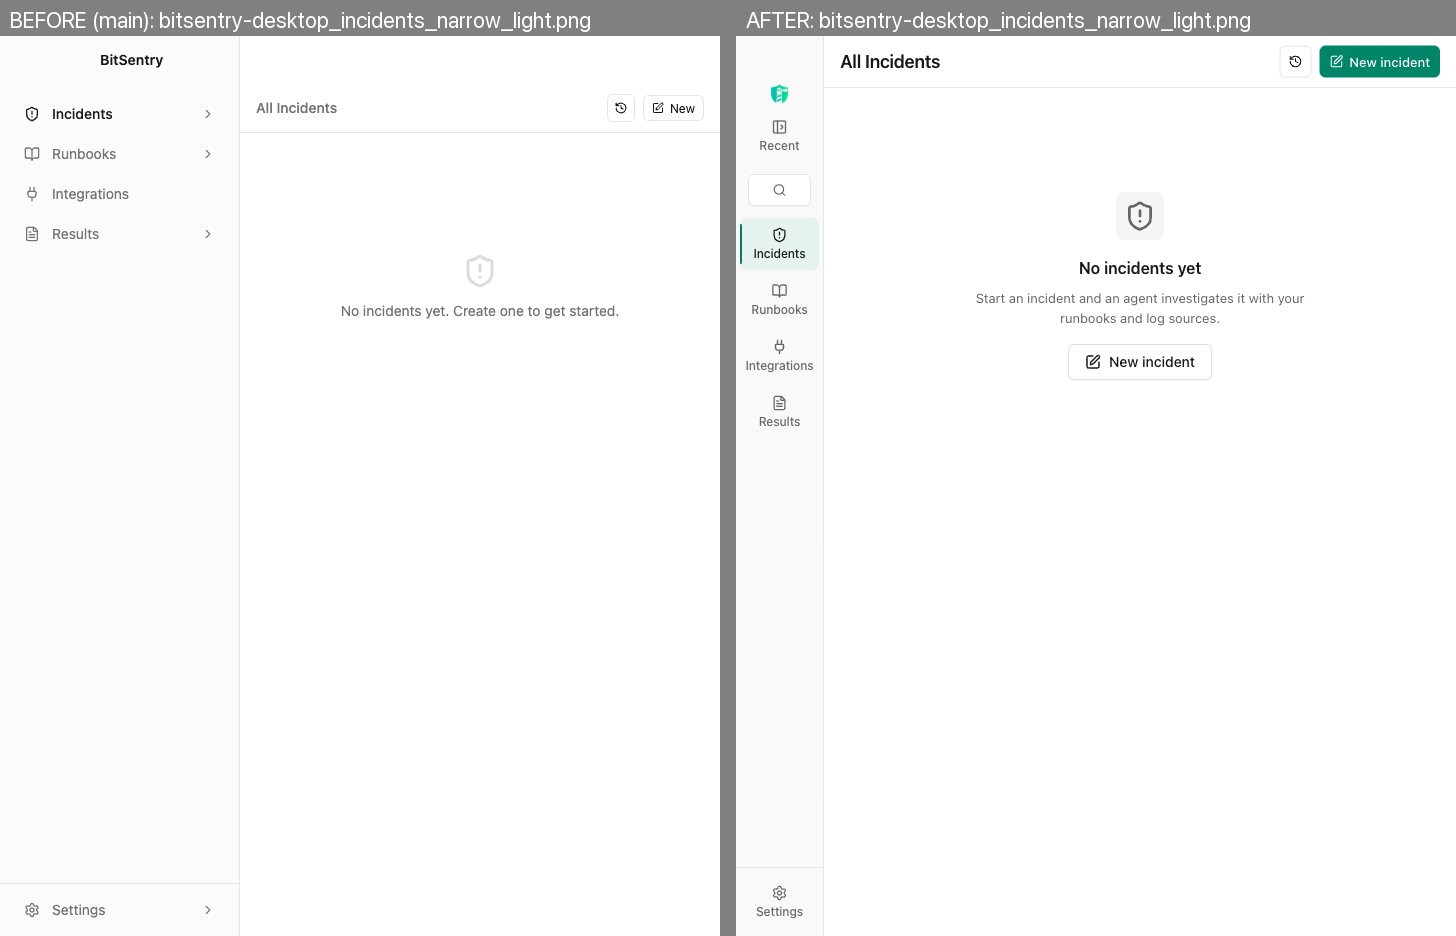 BEFORE (main): bitsentry-desktop_incidents_narrow_light.png
BitSentry
Incidents
Runbooks
Integrations
Results
Settings
All Incidents
New
No incidents yet. Create one to get started.
AFTER: bitsentry-desktop_incidents_narrow_light.png
Recent
Incidents
Runbooks
Integrations
Results
Settings
All Incidents
New incident
No incidents yet
Start an incident and an agent investigates it with your
runbooks and log sources.
New incident